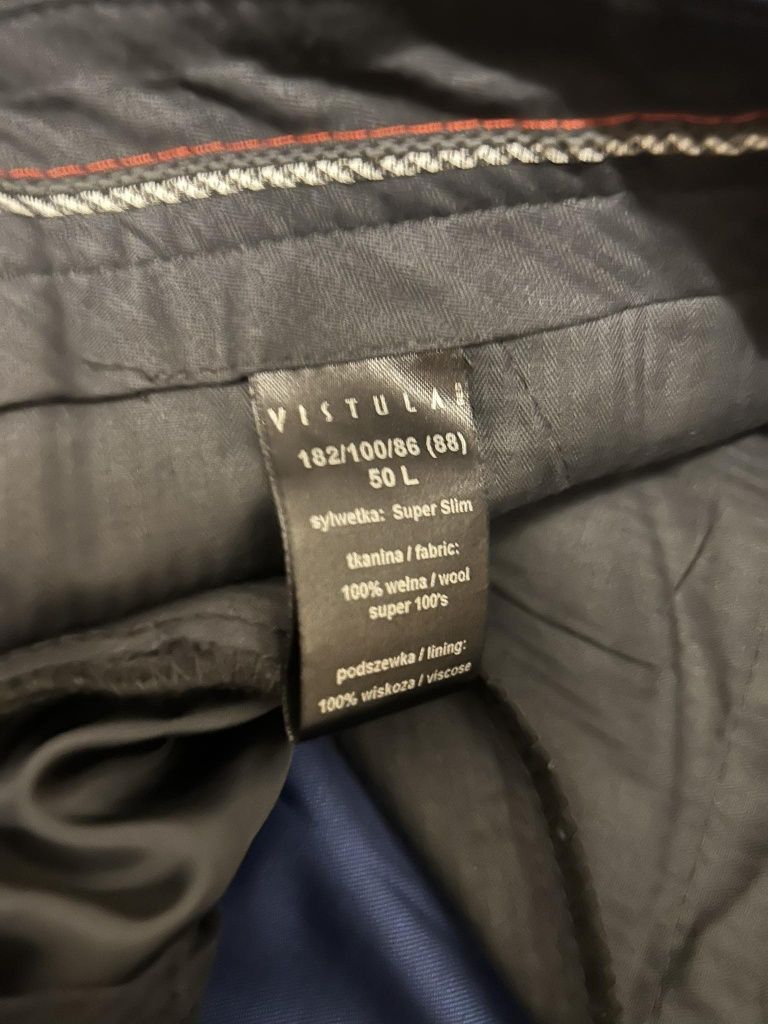 VISTULA
182/100/86 (88)
50 L
sylwetka: Super Slim
tkanina / fabric:
100% wełna / wool
super 100's
podszewka / lining:
100% wiskoza / viscose